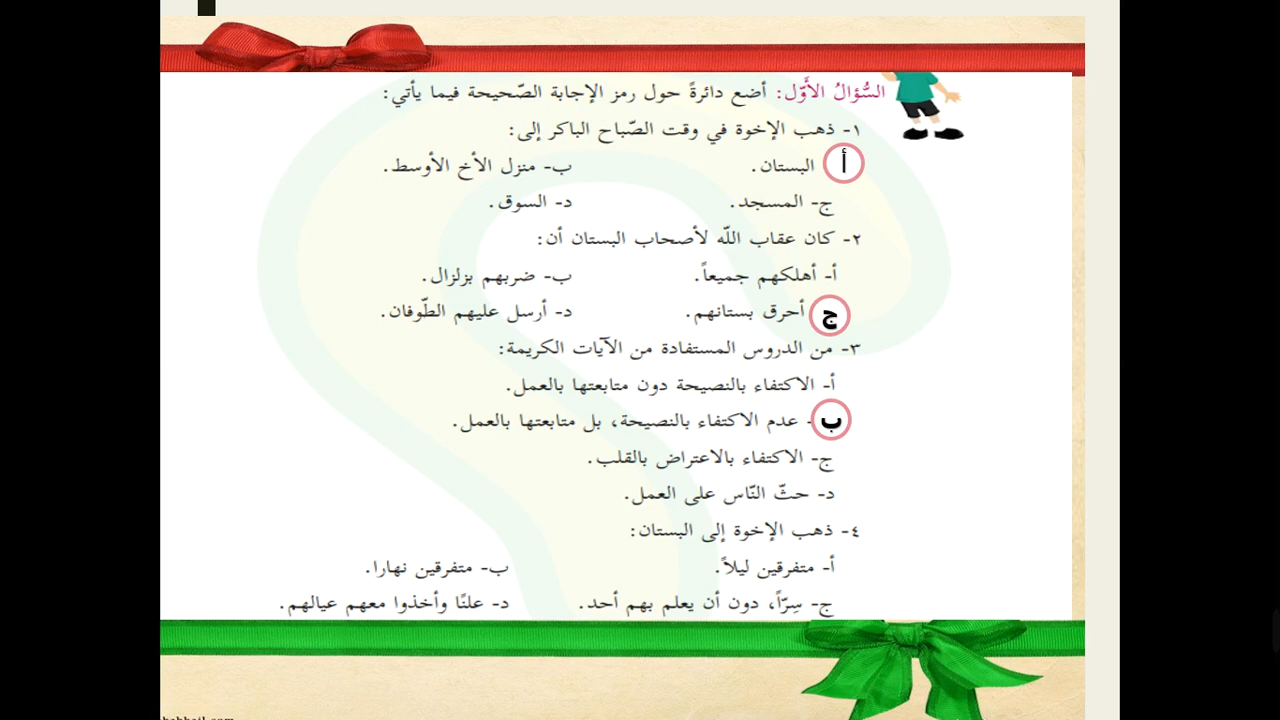 السُّؤالُ الأَوّل: أضع دائرةً حول رمز الإجابة الصّحيحة فيما يأتي:
١- ذهب الإخوة في وقت الصّباح الباكر إلى:
أ البستان. ب- منزل الأخ الأوسط.
ج- المسجد. د- السوق.
٢- كان عقاب اللّه لأصحاب البستان أن:
أ- أهلكهم جميعاً. ب- ضربهم بزلزال.
ج أحرق بستانهم. د- أرسل عليهم الطّوفان.
٣- من الدروس المستفادة من الآيات الكريمة:
أ- الاكتفاء بالنصيحة دون متابعتها بالعمل.
ب- عدم الاكتفاء بالنصيحة، بل متابعتها بالعمل.
ج- الاكتفاء بالاعتراض بالقلب.
د- حثّ النّاس على العمل.
٤- ذهب الإخوة إلى البستان:
أ- متفرقين ليلاً. ب- متفرقين نهارا.
ج- سِرّاً، دون أن يعلم بهم أحد. د- علنًا وأخذوا معهم عيالهم.